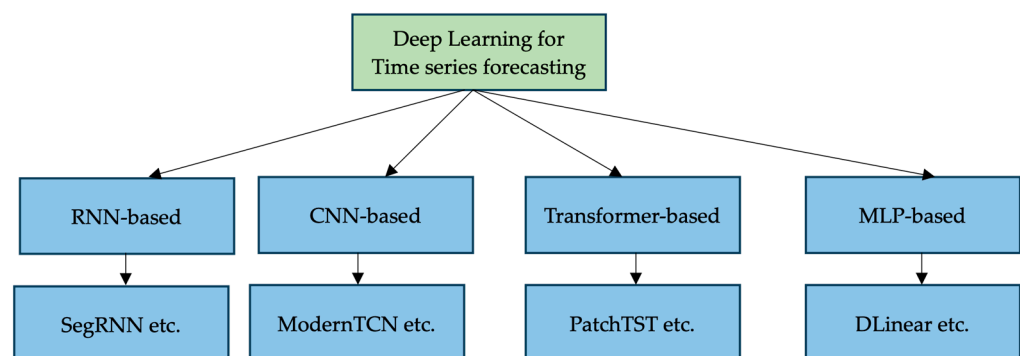 Deep Learning for
Time series forecasting
RNN-based
CNN-based
Transformer-based
MLP-based
SegRNN etc.
ModernTCN etc.
PatchTST etc.
DLinear etc.